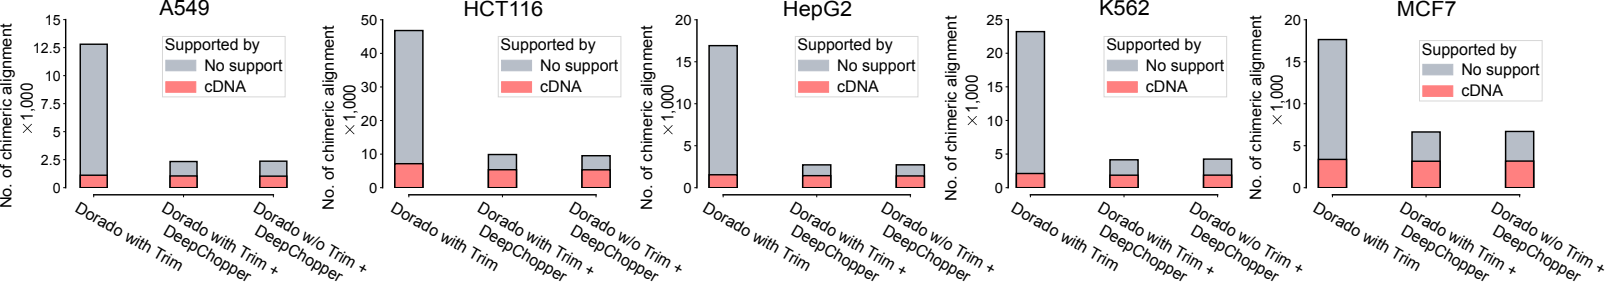 A549
No. of chimeric alignment
×1,000
15
12.5
10
7.5
5
2.5
0
Supported by
No support
cDNA
Dorado with Trim
Dorado with Trim +
DeepChopper
Dorado w/o Trim +
DeepChopper
HCT116
No. of chimeric alignment
×1,000
50
40
30
20
10
0
Supported by
No support
cDNA
Dorado with Trim
Dorado with Trim +
DeepChopper
Dorado w/o Trim +
DeepChopper
HepG2
No. of chimeric alignment
×1,000
20
15
10
5
0
Supported by
No support
cDNA
Dorado with Trim
Dorado with Trim +
DeepChopper
Dorado w/o Trim +
DeepChopper
K562
No. of chimeric alignment
×1,000
25
20
15
10
5
0
Supported by
No support
cDNA
Dorado with Trim
Dorado with Trim +
DeepChopper
Dorado w/o Trim +
DeepChopper
MCF7
No. of chimeric alignment
×1,000
20
15
10
5
0
Supported by
No support
cDNA
Dorado with Trim
Dorado with Trim +
DeepChopper
Dorado w/o Trim +
DeepChopper